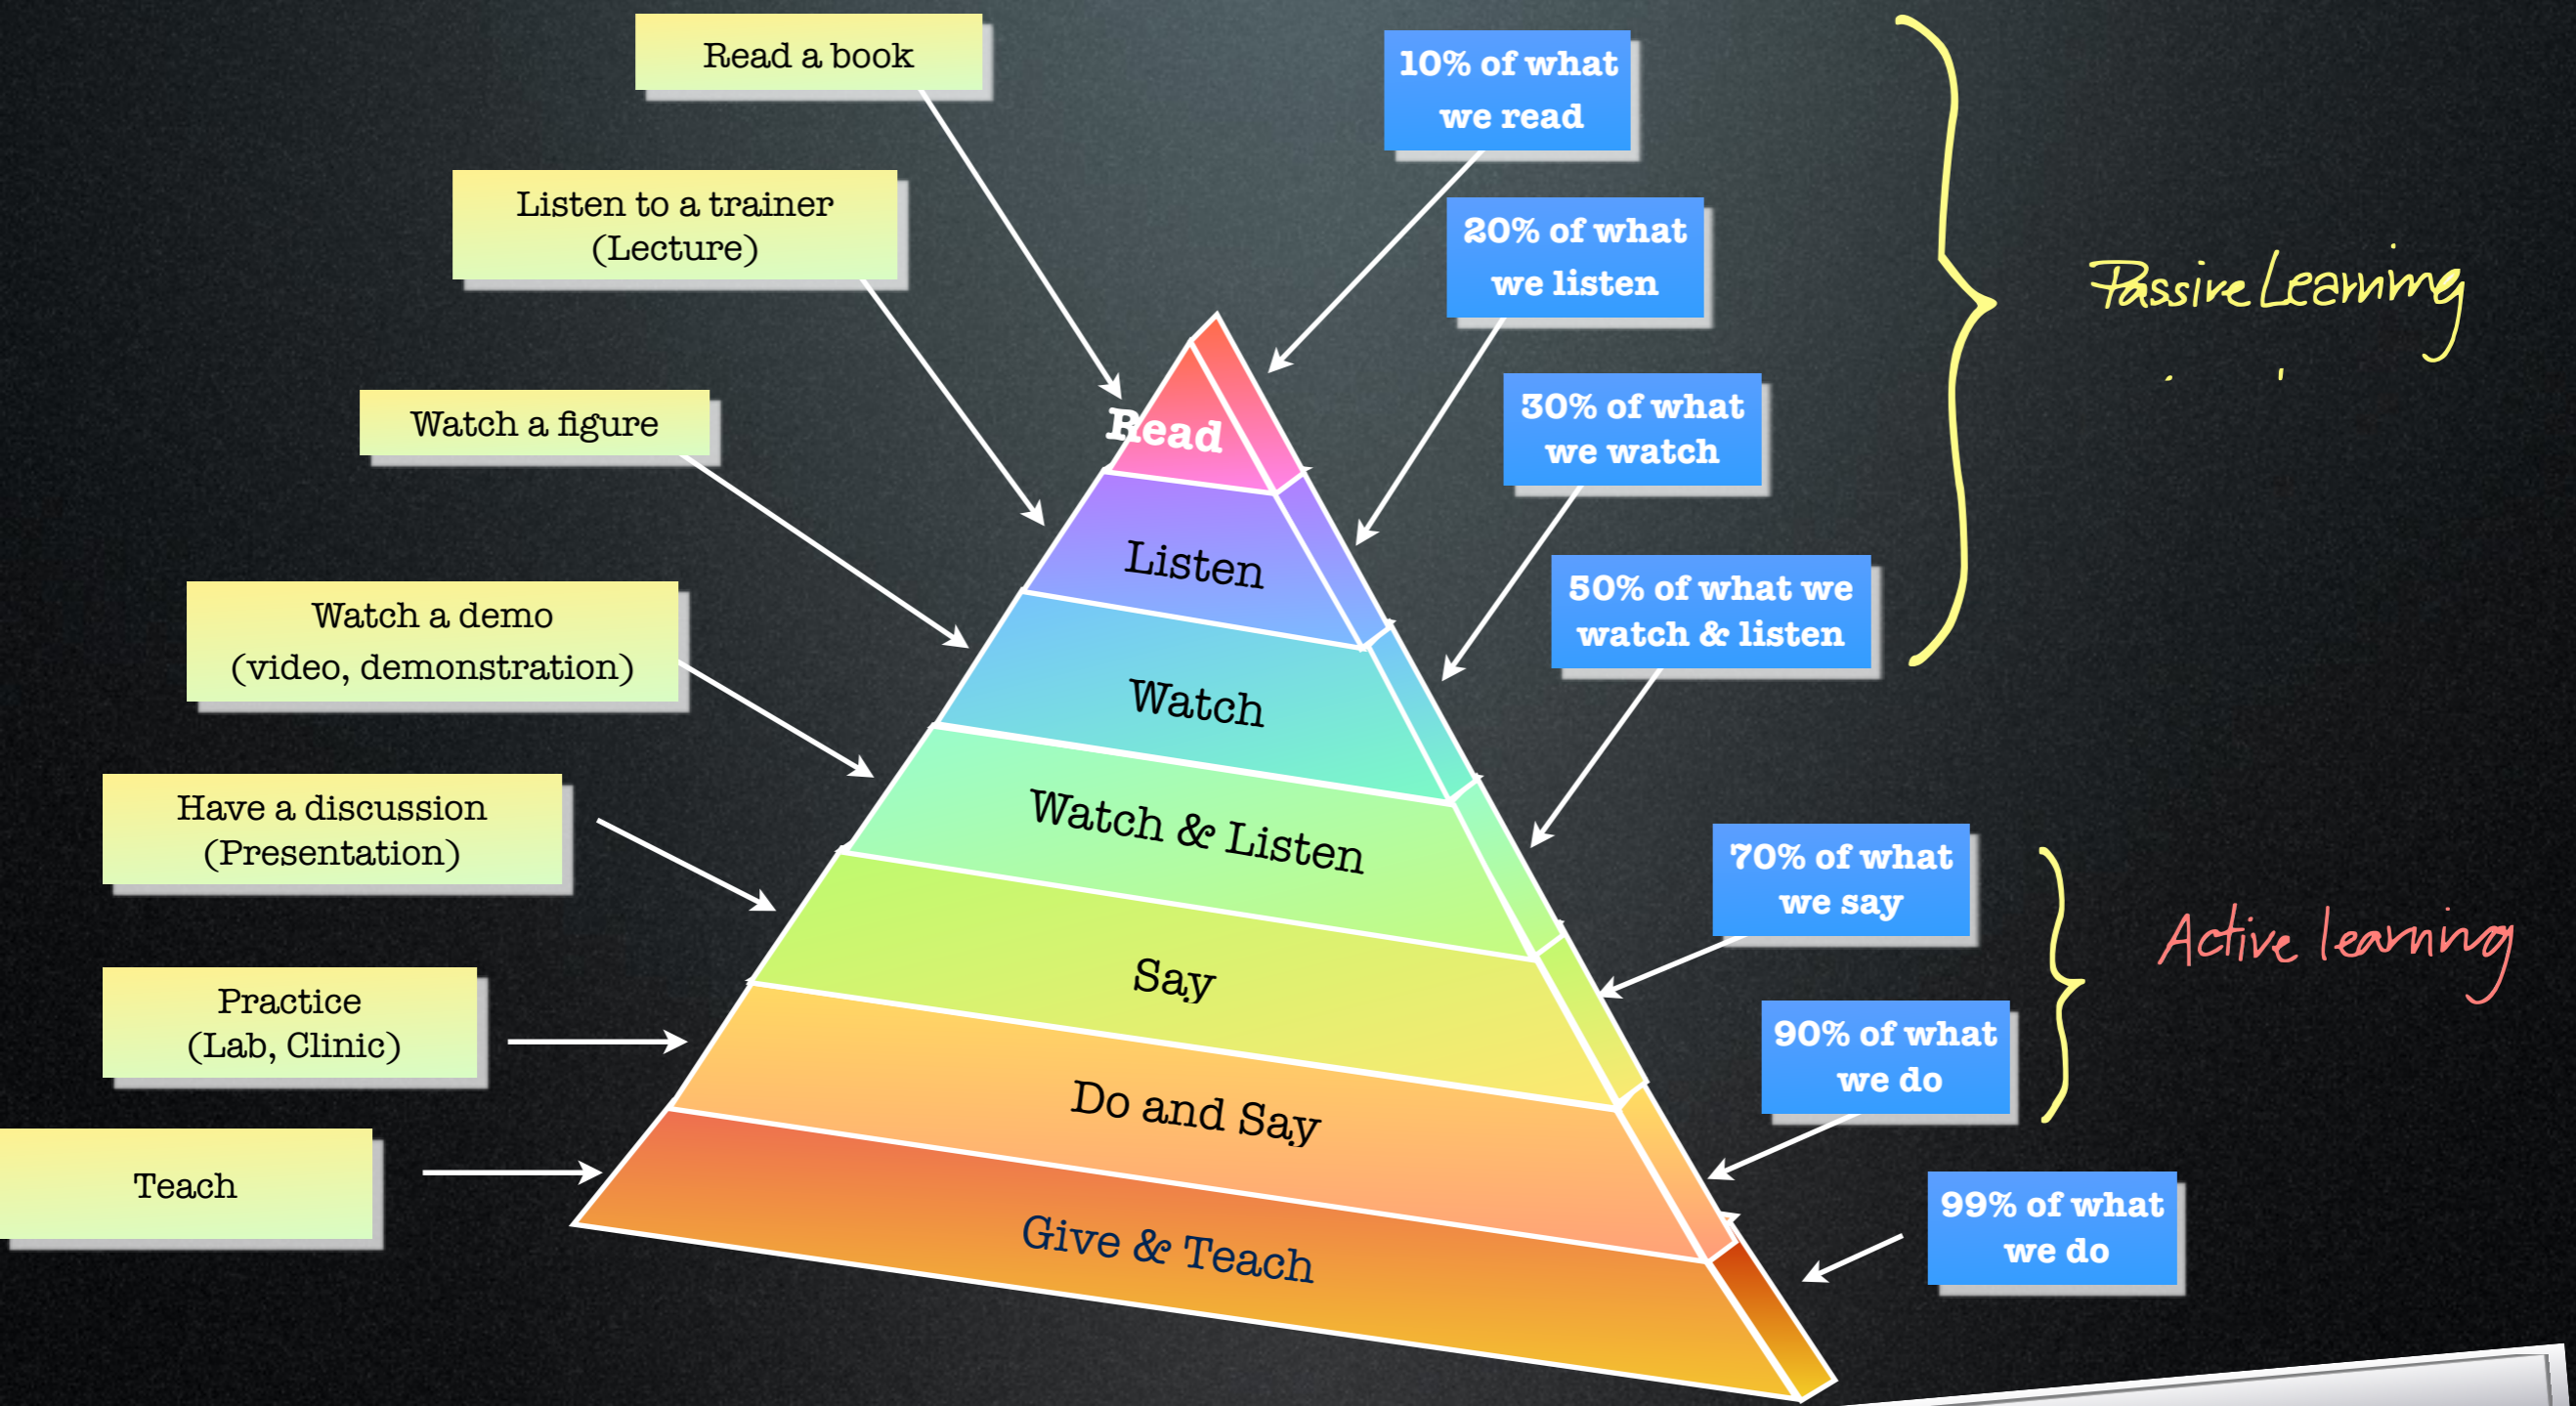 Read a book
Listen to a trainer
(Lecture)
Watch a figure
Watch a demo
(video, demonstration)
Have a discussion
(Presentation)
Practice
(Lab, Clinic)
Teach
Read
Listen
Watch
Watch & Listen
Say
Do and Say
Give & Teach
10% of what
we read
20% of what
we listen
30% of what
we watch
50% of what we
watch & listen
70% of what
we say
90% of what
we do
99% of what
we do
Passive Learning
Active learning